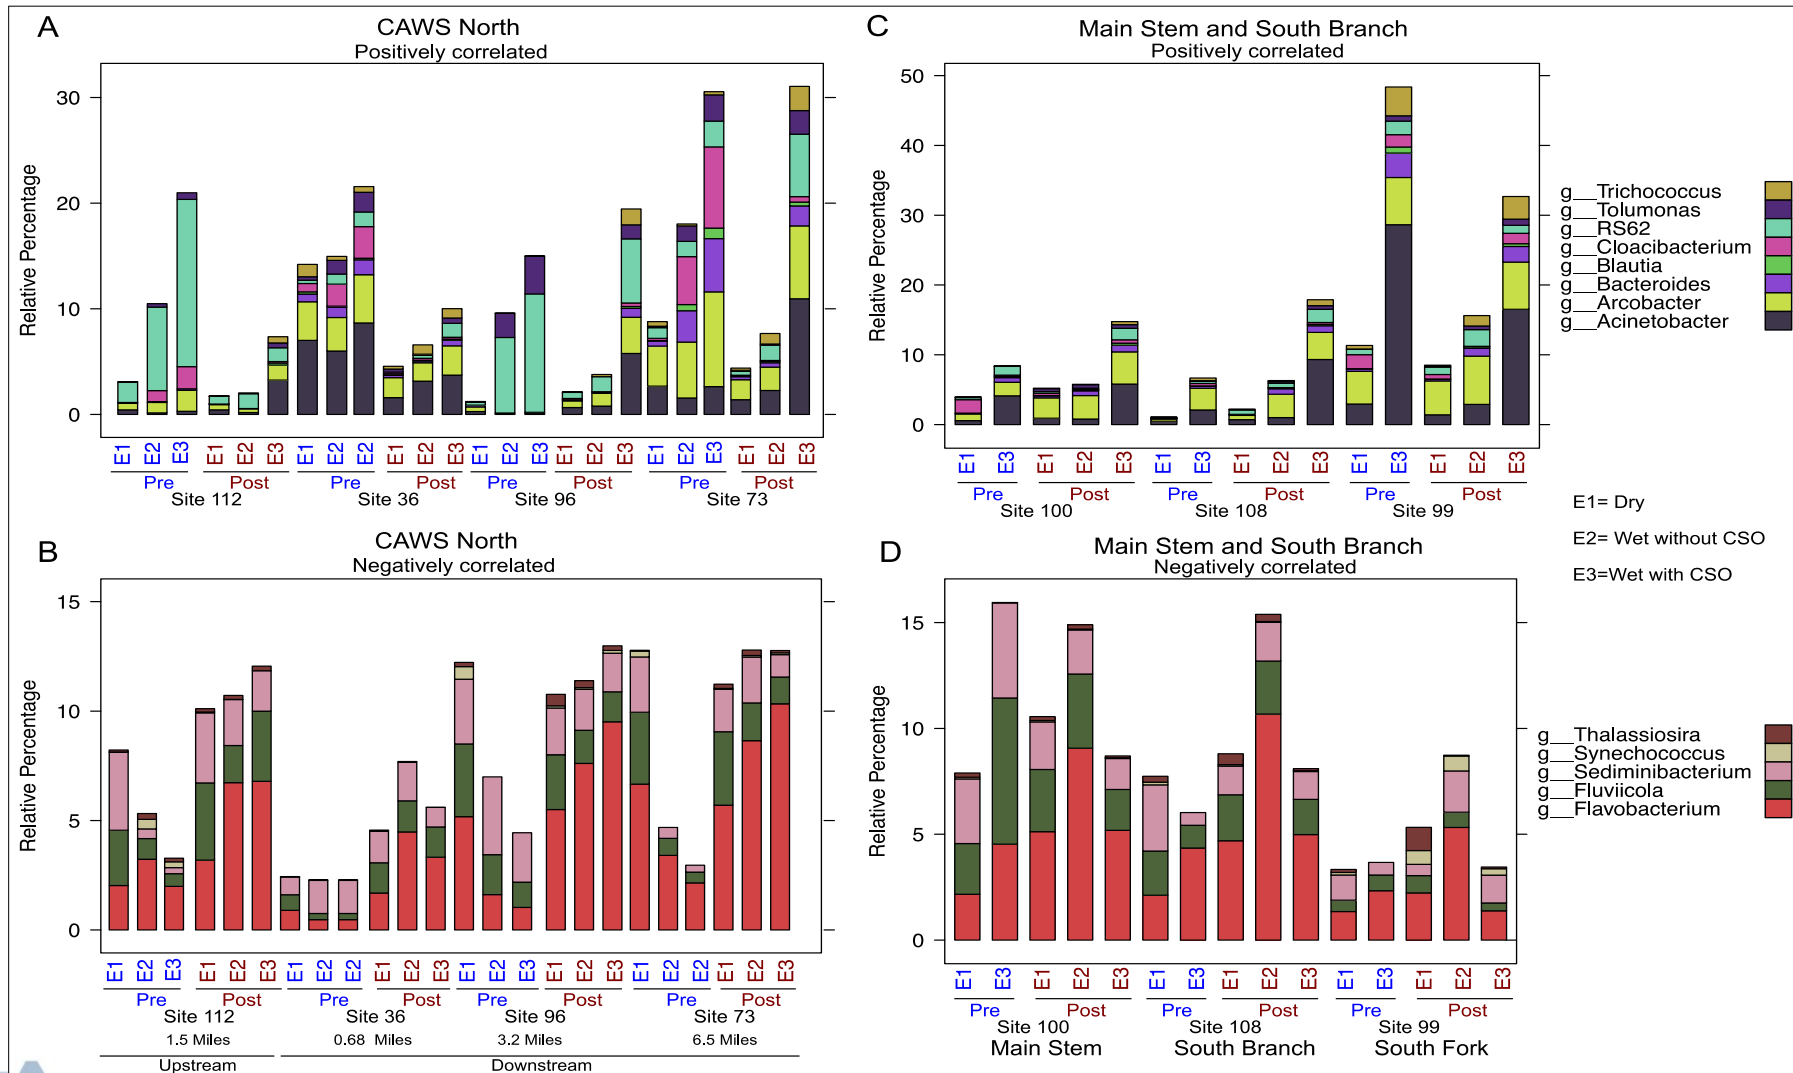 A
CAWS North
Positively correlated
Relative Percentage
30
20
10
0
E1 E2 E3 E1 E2 E3 E1 E2 E2 E1 E2 E3 E1 E2 E3 E1 E2 E3 E1 E2 E3 E1 E2 E3
Pre Post Pre Post Pre Post Pre Post
Site 112 Site 36 Site 96 Site 73
C
Main Stem and South Branch
Positively correlated
Relative Percentage
50
40
30
20
10
0
E1 E3 E1 E2 E3 E1 E3 E1 E2 E3 E1 E3 E1 E2 E3
Pre Post Pre Post Pre Post
Site 100 Site 108 Site 99
g__Trichococcus
g__Tolumonas
g__RS62
g__Cloacibacterium
g__Blautia
g__Bacteroides
g__Arcobacter
g__Acinetobacter
E1= Dry
E2= Wet without CSO
E3=Wet with CSO
B
CAWS North
Negatively correlated
Relative Percentage
15
10
5
0
E1 E2 E3 E1 E2 E3 E1 E2 E2 E1 E2 E3 E1 E2 E3 E1 E2 E3 E1 E2 E2 E1 E2 E3
Pre Post Pre Post Pre Post Pre Post
Site 112 Site 36 Site 96 Site 73
1.5 Miles 0.68 Miles 3.2 Miles 6.5 Miles
Upstream Downstream
D
Main Stem and South Branch
Negatively correlated
Relative Percentage
15
10
5
0
E1 E3 E1 E2 E3 E1 E3 E1 E2 E3 E1 E3 E1 E2 E3
Pre Post Pre Post Pre Post
Site 100 Site 108 Site 99
Main Stem South Branch South Fork
g__Thalassiosira
g__Synechococcus
g__Sediminibacterium
g__Fluviicola
g__Flavobacterium